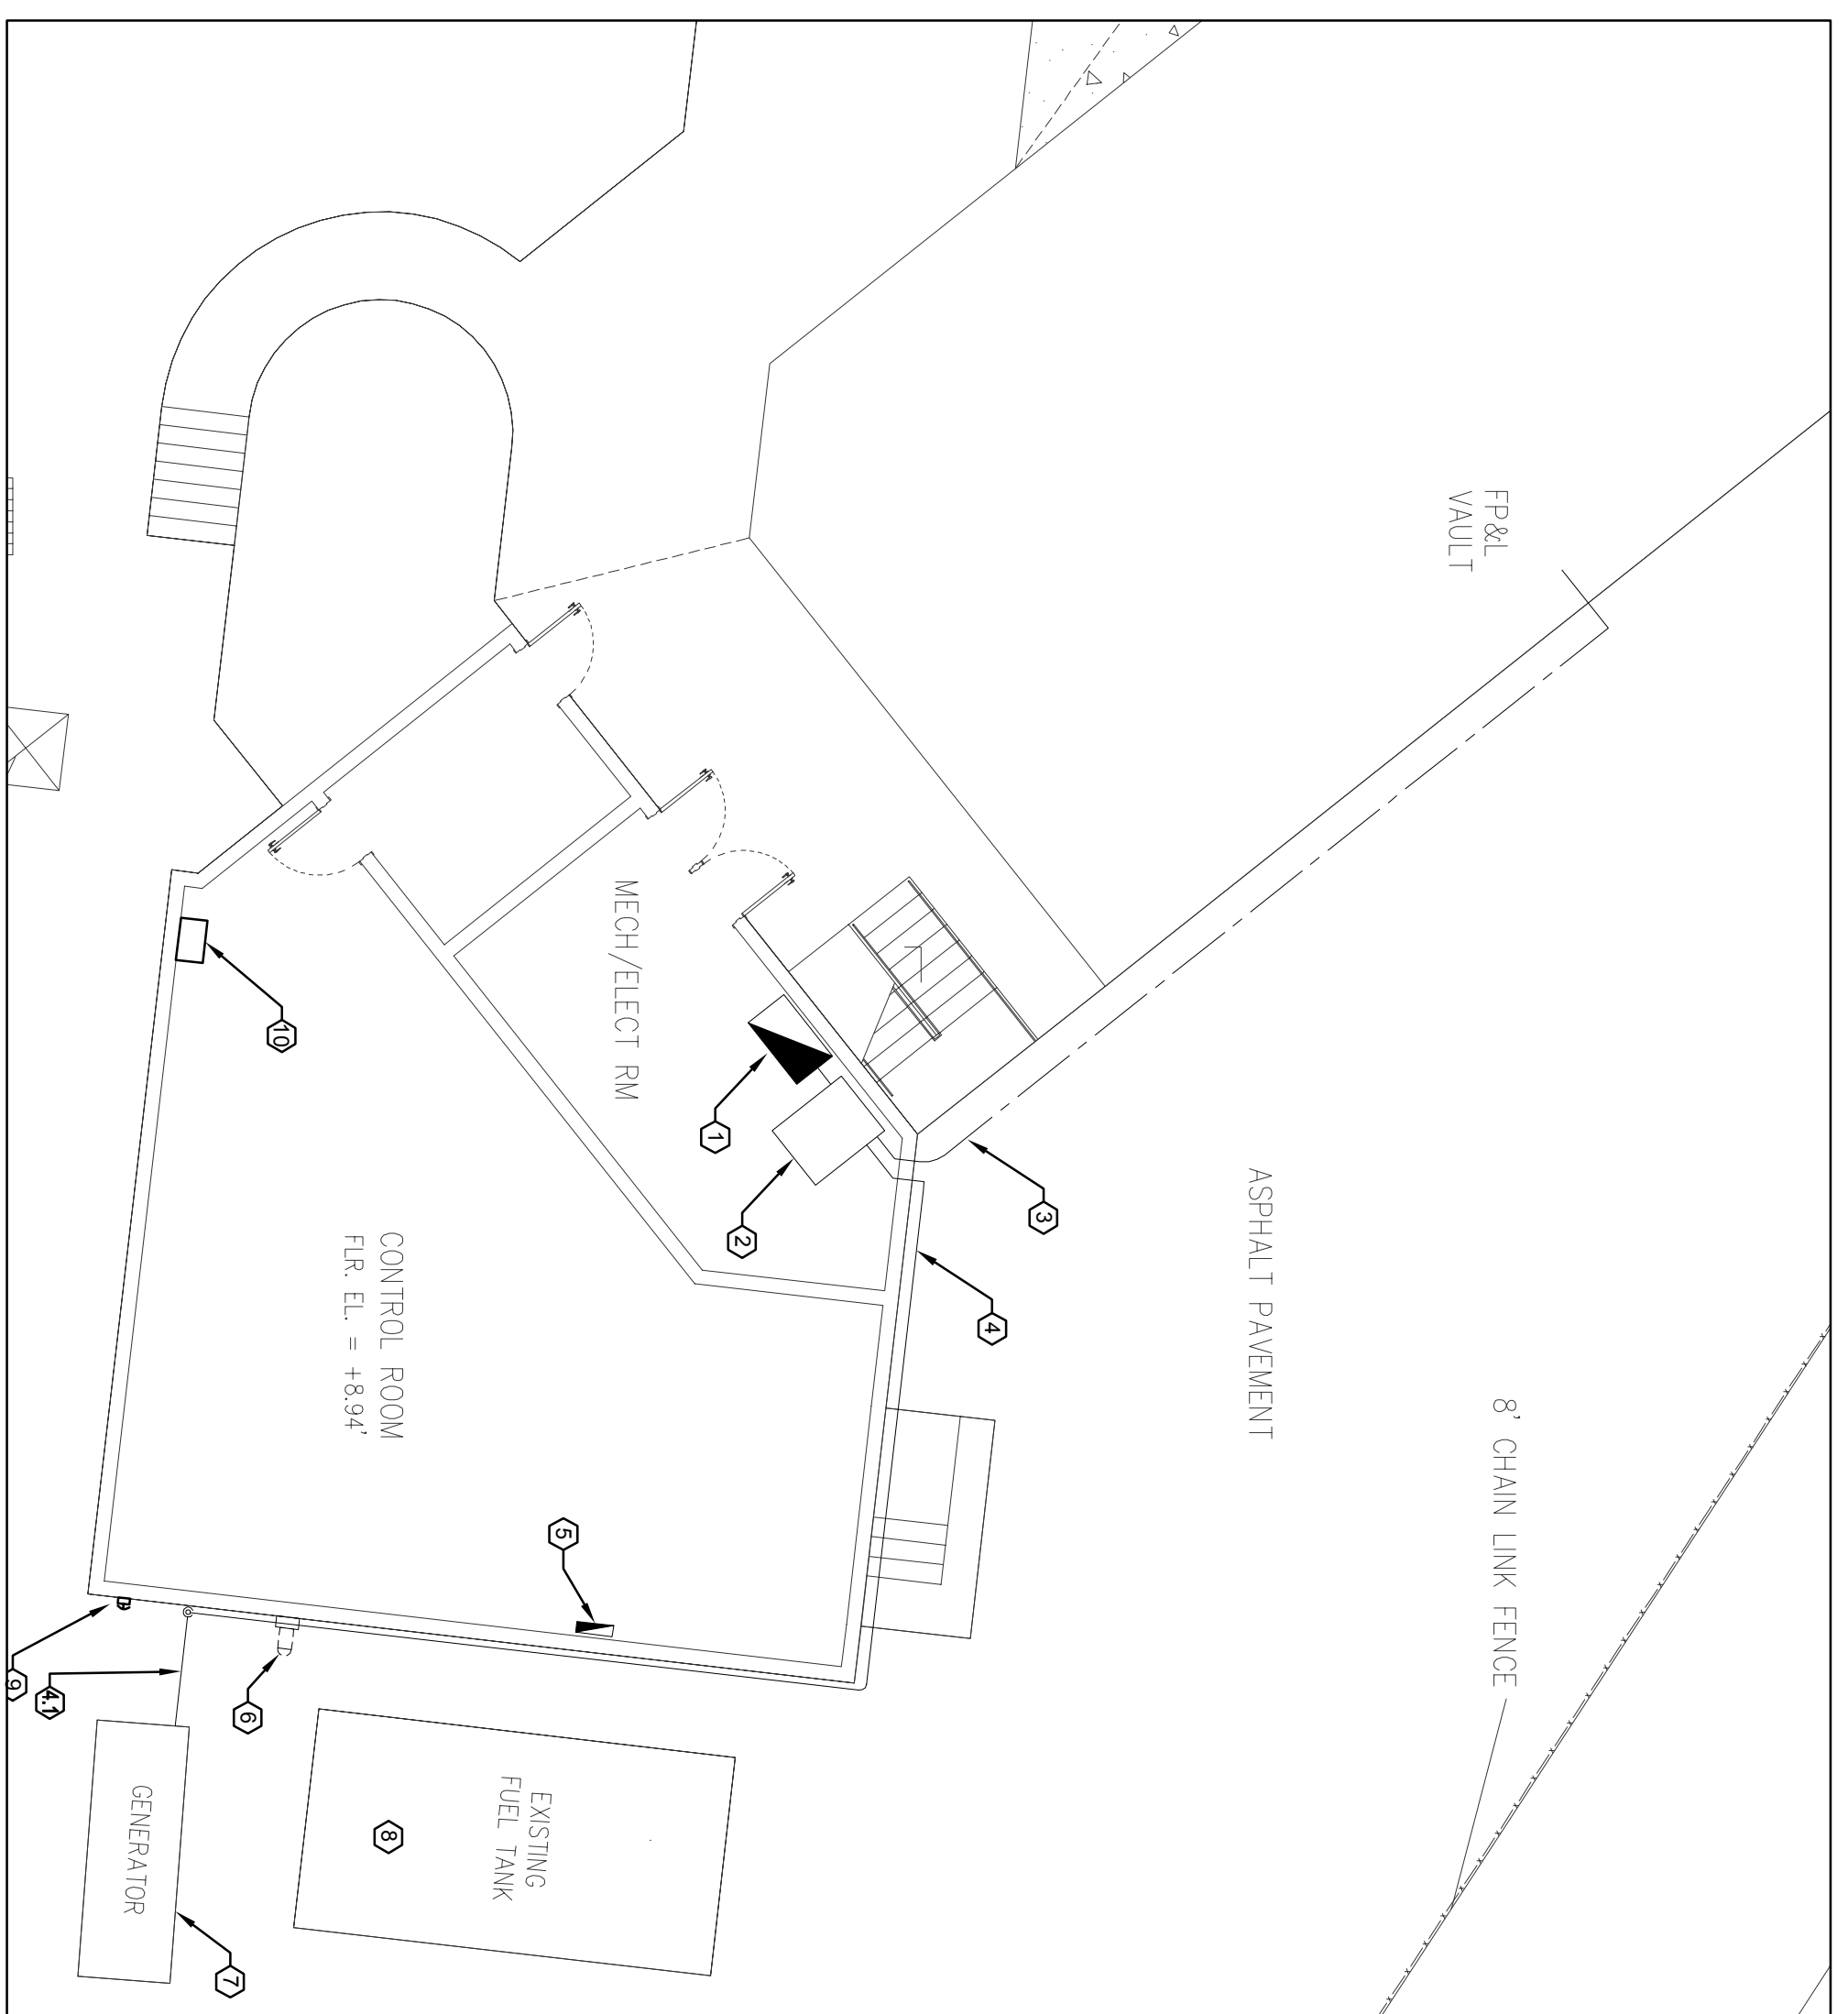 FP&L
VAULT
MECH/ELECT RM
ASPHALT PAVEMENT
8' CHAIN LINK FENCE
CONTROL ROOM
FLR. EL. = +8.94'
EXISTING
FUEL TANK
GENERATOR
1
2
3
4
5
6
7
8
9
4.1
10